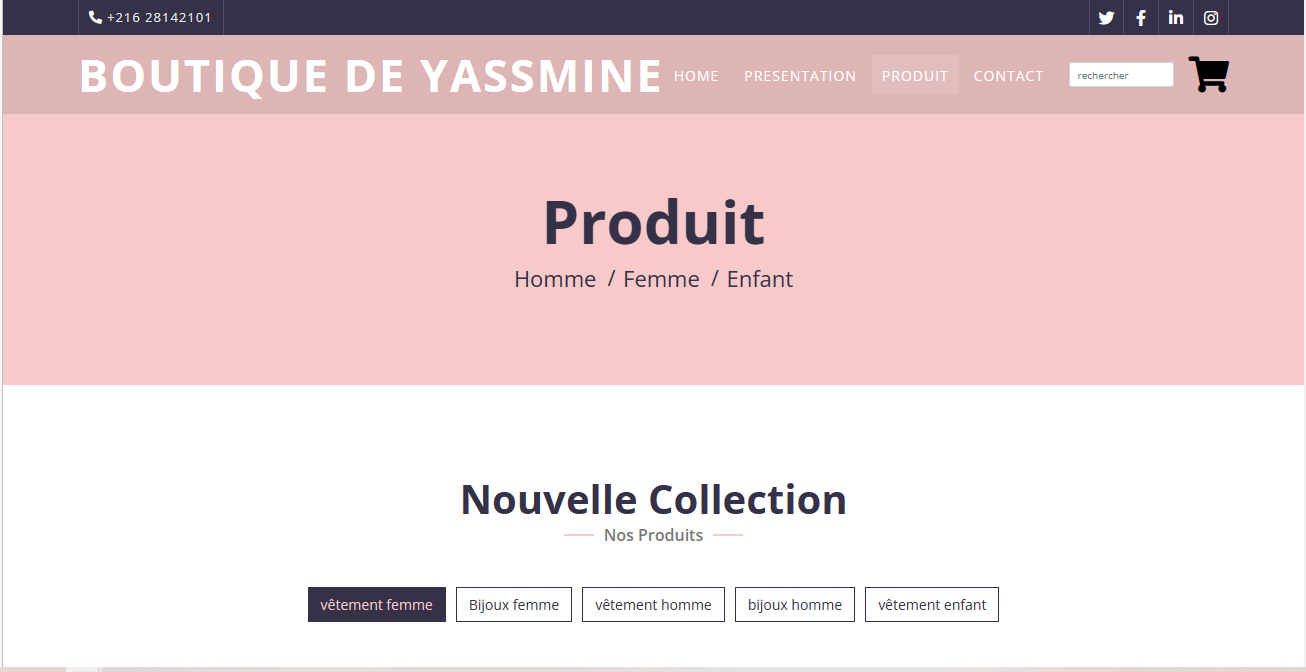 +216 28142101
BOUTIQUE DE YASSMINE HOME PRESENTATION PRODUIT CONTACT rechercher
Produit
Homme / Femme / Enfant
Nouvelle Collection
Nos Produits
vêtement femme Bijoux femme vêtement homme bijoux homme vêtement enfant